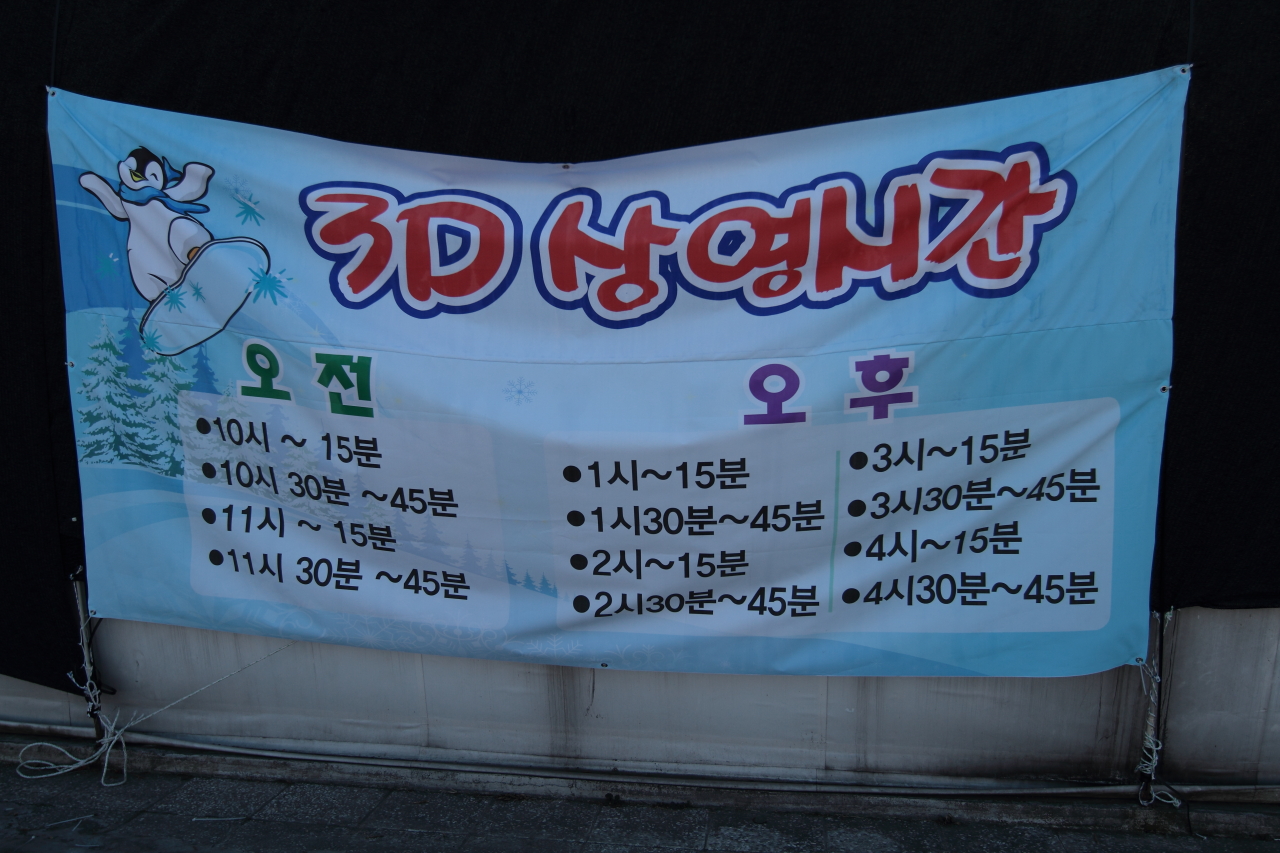 3D 상영시간
오전
●10시 ~ 15분
●10시 30분 ~45분
●11시 ~ 15분
●11시 30분 ~45분
오후
●1시~15분
●1시30분~45분
●2시~15분
●2시30분~45분
●3시~15분
●3시30분~45분
●4시~15분
●4시30분~45분